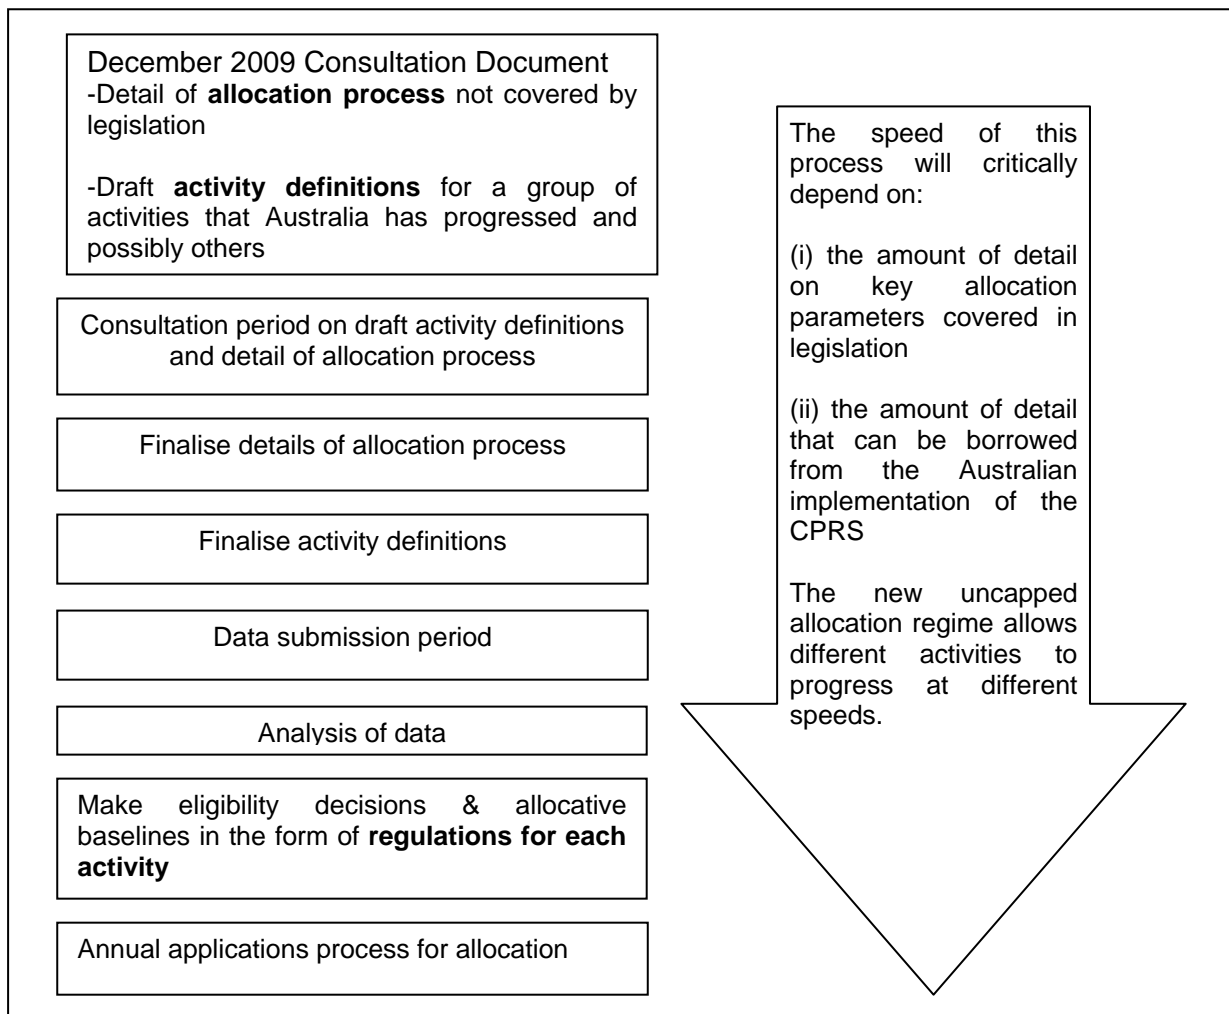 December 2009 Consultation Document
-Detail of allocation process not covered by
legislation
-Draft activity definitions for a group of
activities that Australia has progressed and
possibly others
Consultation period on draft activity definitions
and detail of allocation process
Finalise details of allocation process
Finalise activity definitions
Data submission period
Analysis of data
Make eligibility decisions & allocative
baselines in the form of regulations for each
activity
Annual applications process for allocation
The speed of this
process will critically
depend on:
(i) the amount of detail
on key allocation
parameters covered in
legislation
(ii) the amount of detail
that can be borrowed
from the Australian
implementation of the
CPRS
The new uncapped
allocation regime allows
different activities to
progress at different
speeds.